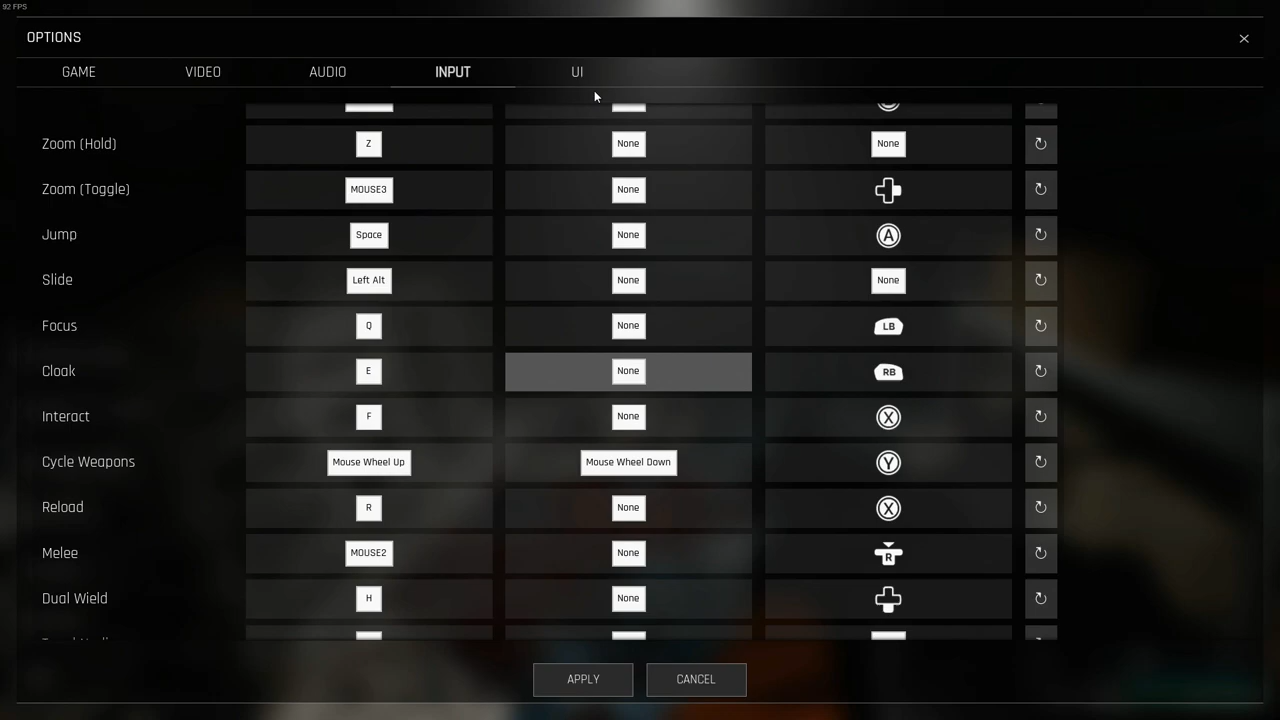 92 FPS
OPTIONS
GAME VIDEO AUDIO INPUT UI
Zoom (Hold) Z None None
Zoom (Toggle) MOUSE3 None
Jump Space None A
Slide Left Alt None None
Focus Q None LB
Cloak E None RB
Interact F None X
Cycle Weapons Mouse Wheel Up Mouse Wheel Down Y
Reload R None X
Melee MOUSE2 None R
Dual Wield H None
APPLY CANCEL